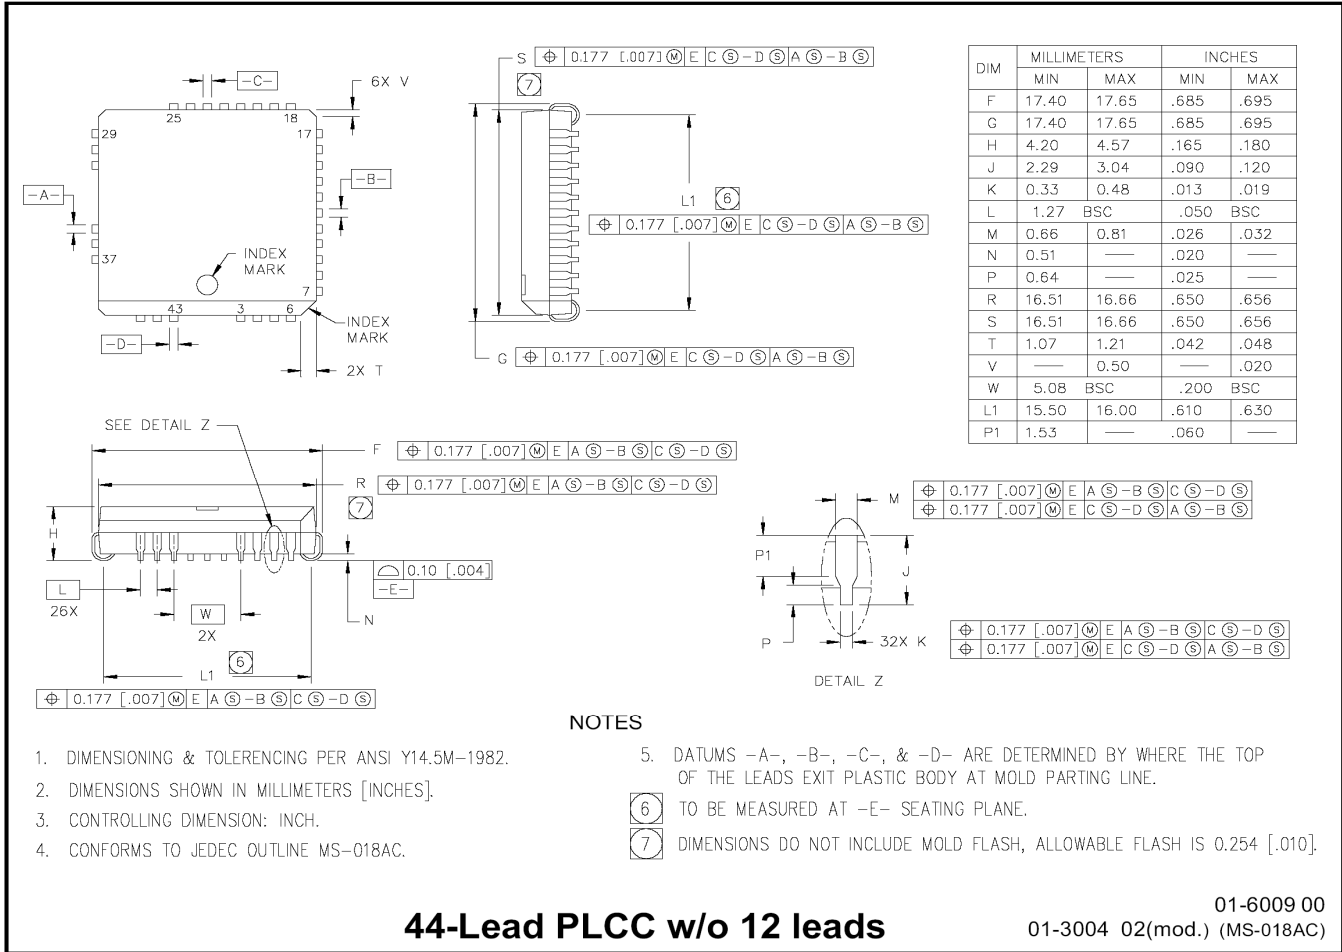 -C-
6X V
25
18
29
17
-A-
-B-
37
INDEX
MARK
7
43
3
6
INDEX
MARK
-D-
2X T
S ⌖ 0.177 [.007]Ⓜ E C Ⓢ-D Ⓢ A Ⓢ-B Ⓢ
7
L1 6
⌖ 0.177 [.007]Ⓜ E C Ⓢ-D Ⓢ A Ⓢ-B Ⓢ
G ⌖ 0.177 [.007]Ⓜ E C Ⓢ-D Ⓢ A Ⓢ-B Ⓢ
DIM MILLIMETERS INCHES
MIN MAX MIN MAX
F 17.40 17.65 .685 .695
G 17.40 17.65 .685 .695
H 4.20 4.57 .165 .180
J 2.29 3.04 .090 .120
K 0.33 0.48 .013 .019
L 1.27 BSC .050 BSC
M 0.66 0.81 .026 .032
N 0.51 — .020 —
P 0.64 — .025 —
R 16.51 16.66 .650 .656
S 16.51 16.66 .650 .656
T 1.07 1.21 .042 .048
V — 0.50 — .020
W 5.08 BSC .200 BSC
L1 15.50 16.00 .610 .630
P1 1.53 — .060 —
SEE DETAIL Z
F ⌖ 0.177 [.007]Ⓜ E A Ⓢ-B Ⓢ C Ⓢ-D Ⓢ
R ⌖ 0.177 [.007]Ⓜ E A Ⓢ-B Ⓢ C Ⓢ-D Ⓢ
7
H
⌓ 0.10 [.004]
-E-
L
26X
W
2X
N
6
L1
⌖ 0.177 [.007]Ⓜ E A Ⓢ-B Ⓢ C Ⓢ-D Ⓢ
M ⌖ 0.177 [.007]Ⓜ E A Ⓢ-B Ⓢ C Ⓢ-D Ⓢ
⌖ 0.177 [.007]Ⓜ E C Ⓢ-D Ⓢ A Ⓢ-B Ⓢ
P1
J
P
32X K
⌖ 0.177 [.007]Ⓜ E A Ⓢ-B Ⓢ C Ⓢ-D Ⓢ
⌖ 0.177 [.007]Ⓜ E C Ⓢ-D Ⓢ A Ⓢ-B Ⓢ
DETAIL Z
NOTES
1. DIMENSIONING & TOLERENCING PER ANSI Y14.5M-1982.
2. DIMENSIONS SHOWN IN MILLIMETERS [INCHES].
3. CONTROLLING DIMENSION: INCH.
4. CONFORMS TO JEDEC OUTLINE MS-018AC.
5. DATUMS -A-, -B-, -C-, & -D- ARE DETERMINED BY WHERE THE TOP
OF THE LEADS EXIT PLASTIC BODY AT MOLD PARTING LINE.
6 TO BE MEASURED AT -E- SEATING PLANE.
7 DIMENSIONS DO NOT INCLUDE MOLD FLASH, ALLOWABLE FLASH IS 0.254 [.010].
44-Lead PLCC w/o 12 leads
01-6009 00
01-3004 02(mod.) (MS-018AC)